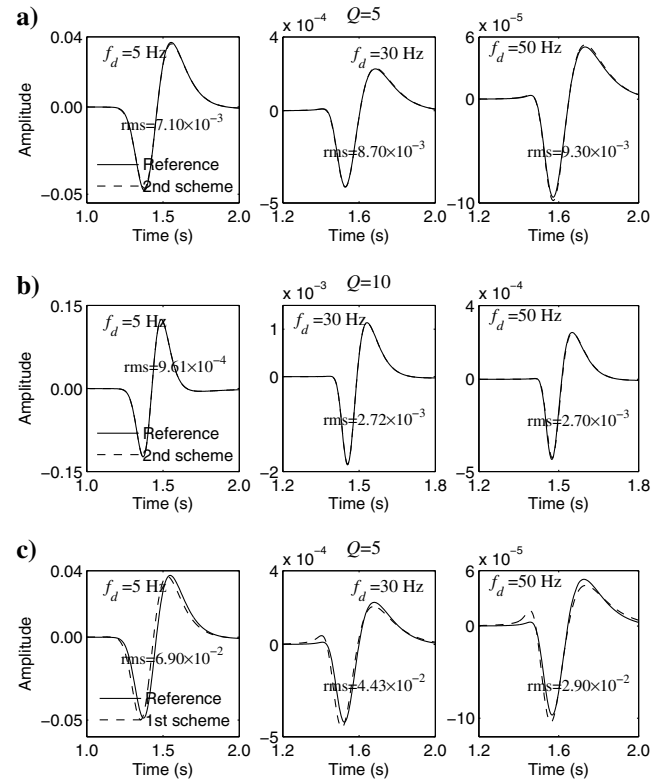 a)
Q=5
Amplitude
0.04
0.00
−0.05
f_d=5 Hz
rms=7.10×10⁻³
Reference
2nd scheme
1.0 1.5 2.0
Time (s)
x 10⁻⁴
4
0
−5
f_d=30 Hz
rms=8.70×10⁻³
1.2 1.6 2.0
Time (s)
x 10⁻⁵
6
0
−10
f_d=50 Hz
rms=9.30×10⁻³
1.2 1.6 2.0
Time (s)
b)
Q=10
Amplitude
0.15
0.00
−0.15
f_d=5 Hz
rms=9.61×10⁻⁴
Reference
2nd scheme
1.0 1.5 2.0
Time (s)
x 10⁻³
1
0
−2
f_d=30 Hz
rms=2.72×10⁻³
1.2 1.8
Time (s)
x 10⁻⁴
4
0
−5
f_d=50 Hz
rms=2.70×10⁻³
1.2 1.8
Time (s)
c)
Q=5
Amplitude
0.04
0.00
−0.05
f_d=5 Hz
rms=6.90×10⁻²
Reference
1st scheme
1.0 1.5 2.0
Time (s)
x 10⁻⁴
4
0
−5
f_d=30 Hz
rms=4.43×10⁻²
1.2 1.6 2.0
Time (s)
x 10⁻⁵
6
0
−10
f_d=50 Hz
rms=2.90×10⁻²
1.2 1.6 2.0
Time (s)